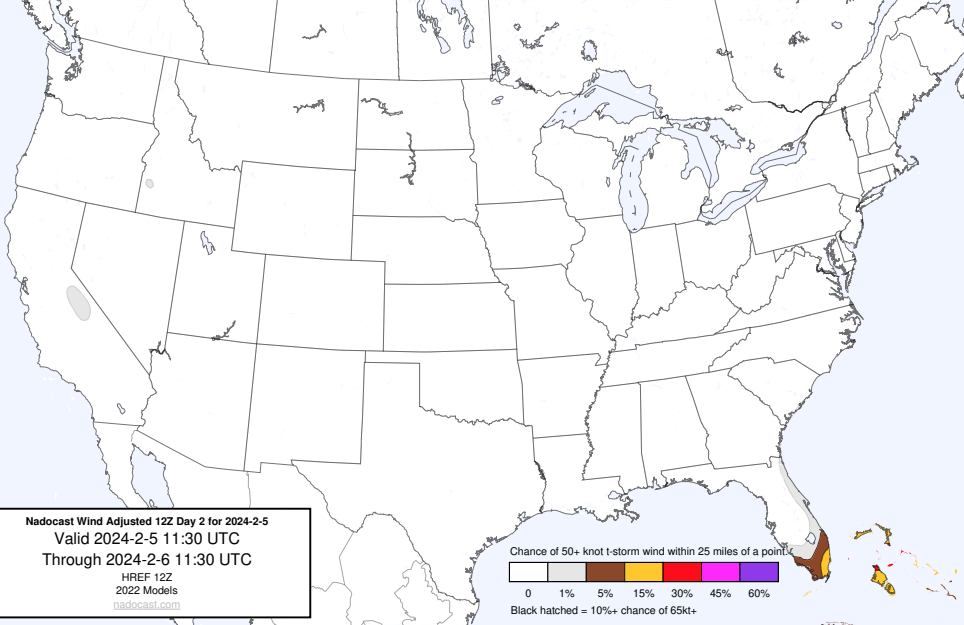 Nadocast Wind Adjusted 12Z Day 2 for 2024-2-5
Valid 2024-2-5 11:30 UTC
Through 2024-2-6 11:30 UTC
HREF 12Z
2022 Models
nadocast.com
Chance of 50+ knot t-storm wind within 25 miles of a point.
0 1% 5% 15% 30% 45% 60%
Black hatched = 10%+ chance of 65kt+